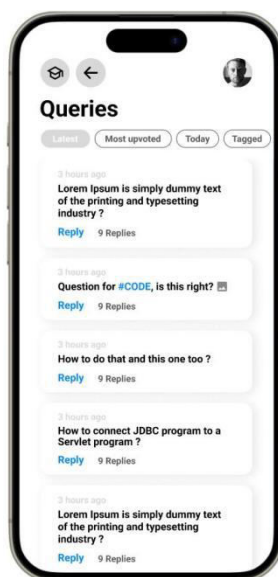 Queries
Latest Most upvoted Today Tagged
3 hours ago
Lorem Ipsum is simply dummy text
of the printing and typesetting
industry ?
Reply 9 Replies
3 hours ago
Question for #CODE, is this right?
Reply 9 Replies
3 hours ago
How to do that and this one too ?
Reply 9 Replies
3 hours ago
How to connect JDBC program to a
Servlet program ?
Reply 9 Replies
3 hours ago
Lorem Ipsum is simply dummy text
of the printing and typesetting
industry ?
Reply 9 Replies